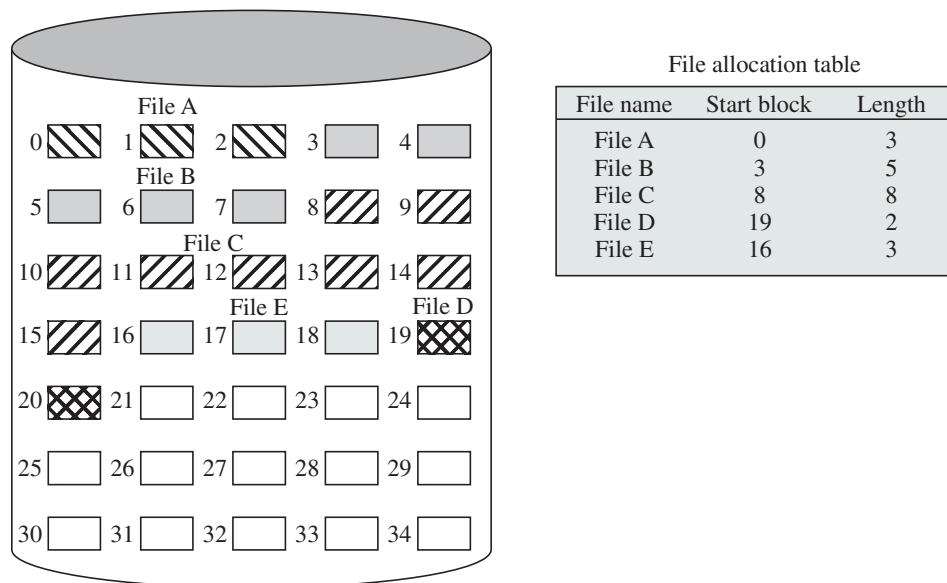 File allocation table
File name Start block Length
File A 0 3
File B 3 5
File C 8 8
File D 19 2
File E 16 3
File A
0 1 2 3 4
File B
5 6 7 8 9
File C
10 11 12 13 14
File E File D
15 16 17 18 19
20 21 22 23 24
25 26 27 28 29
30 31 32 33 34